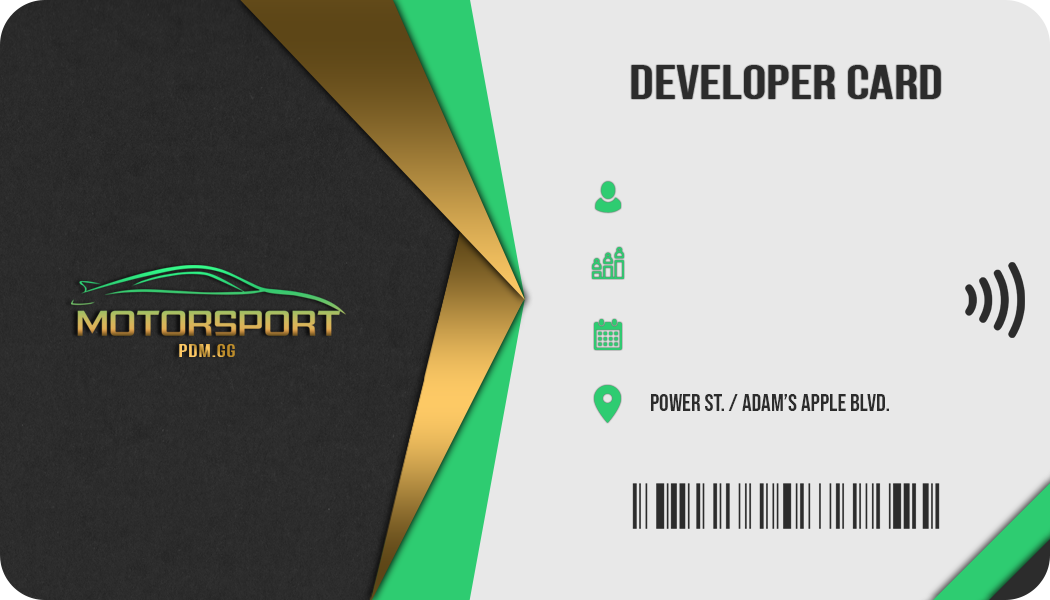 DEVELOPER CARD
MOTORSPORT
PDM.GG
POWER ST. / ADAM'S APPLE BLVD.